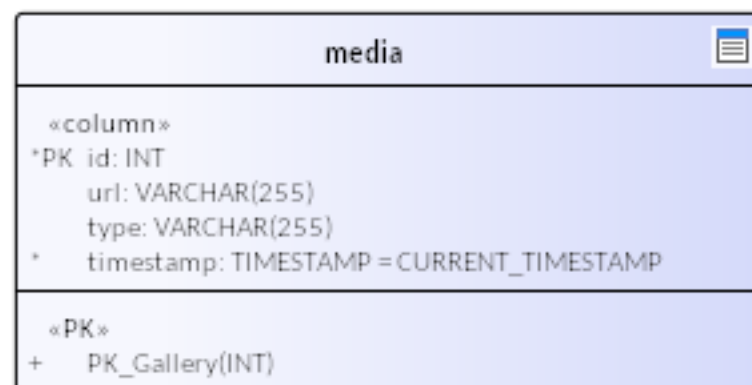 media
«column»
*PK id: INT
url: VARCHAR(255)
type: VARCHAR(255)
* timestamp: TIMESTAMP = CURRENT_TIMESTAMP
«PK»
+ PK_Gallery(INT)